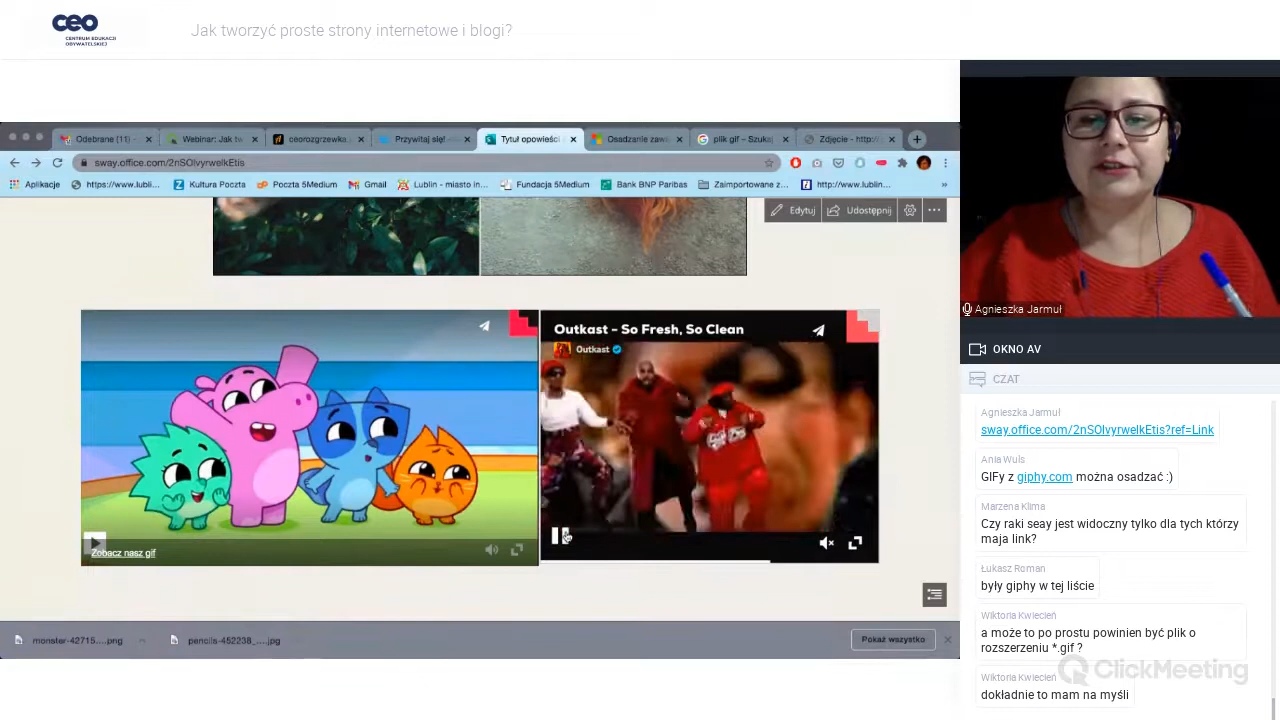 ceo
CENTRUM EDUKACJI
OBYWATELSKIEJ
Jak tworzyć proste strony internetowe i blogi?
Odebrane (11) -
Webinar: Jak tw
ceorozgrzewka.
Przywitaj się! -
Tytuł opowieści
Osadzanie zaw
plik gif – Szuka
Zdjęcie - http:/
sway.office.com/2nSOlvyrwelkEtis
Aplikacje
https://www.lubli...
Kultura Poczta
Poczta 5Medium
Gmail
Lublin - miasto in...
Fundacja 5Medium
Bank BNP Paribas
Zaimportowane z...
http://www.lublin...
»
Edytuj
Udostępnij
Zobacz nasz gif
Outkast - So Fresh, So Clean
Outkast
monster-42715....png
pencils-452238_....jpg
Pokaż wszystko
Agnieszka Jarmuł
OKNO AV
CZAT
Agnieszka Jarmuł
sway.office.com/2nSOlvyrwelkEtis?ref=Link
Ania Wuls
GIFy z giphy.com można osadzać :)
Marzena Klima
Czy raki seay jest widoczny tylko dla tych którzy
maja link?
Łukasz Roman
były giphy w tej liście
Wiktoria Kwiecień
a może to po prostu powinien być plik o
rozszerzeniu *.gif ?
Wiktoria Kwiecień
dokładnie to mam na myśli
ClickMeeting